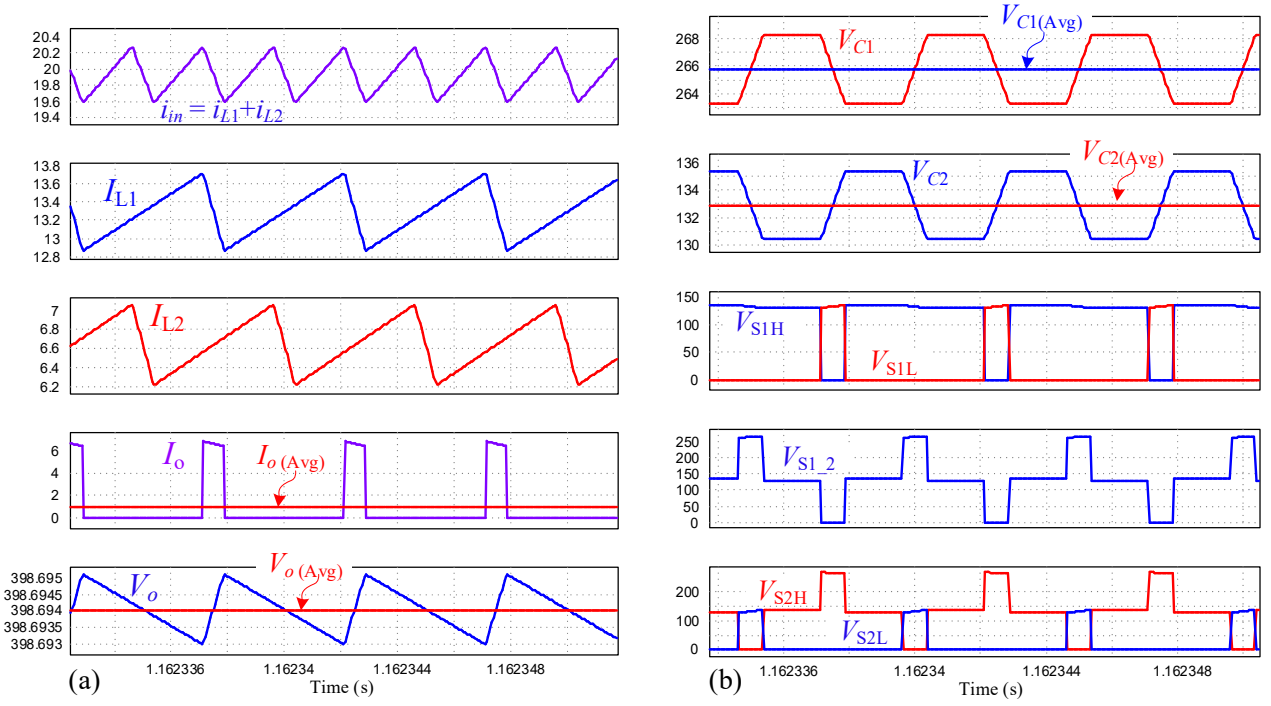 20.4
20.2
20
19.8
19.6
19.4
i_in = i_L1+i_L2
13.8
13.6
13.4
13.2
13
12.8
I_L1
7
6.8
6.6
6.4
6.2
I_L2
6
4
2
0
I_o
I_o (Avg)
398.695
398.6945
398.694
398.6935
398.693
V_o
V_o (Avg)
1.162336
1.16234
1.162344
1.162348
Time (s)
(a)
268
266
264
V_C1
V_C1(Avg)
136
134
132
130
V_C2
V_C2(Avg)
150
100
50
0
V_S1H
V_S1L
250
200
150
100
50
0
V_S1_2
200
100
0
V_S2H
V_S2L
1.162336
1.16234
1.162344
1.162348
Time (s)
(b)